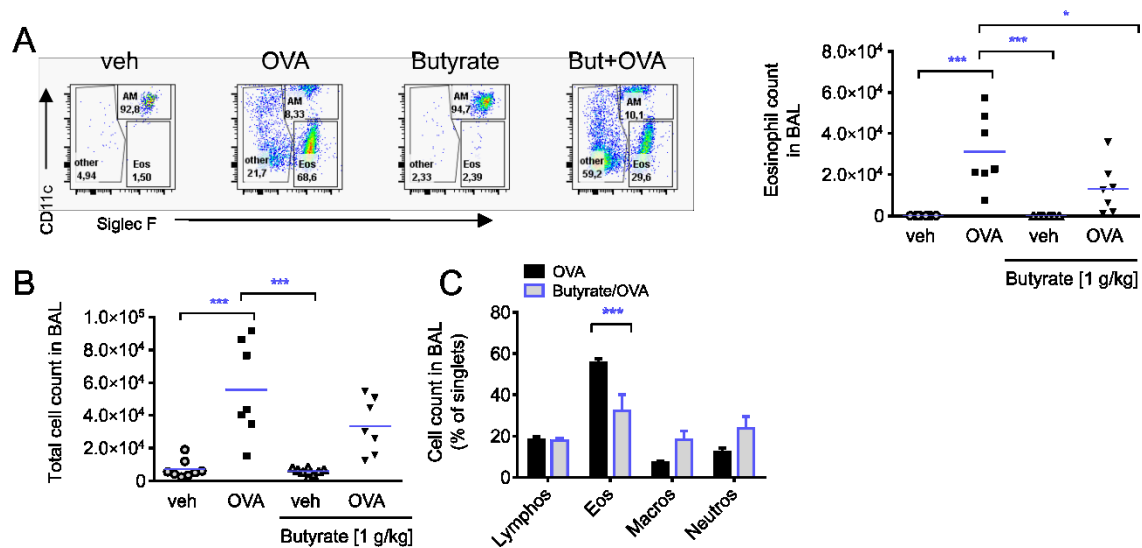 A
veh
OVA
Butyrate
But+OVA
AM
92,8
other
4,94
Eos
1,50
AM
8,33
other
21,7
Eos
68,6
AM
94,7
other
2,33
Eos
2,39
AM
10,1
other
59,2
Eos
29,6
CD11c
Siglec F
*
***
***
Eosinophil count
in BAL
8.0×10⁴
6.0×10⁴
4.0×10⁴
2.0×10⁴
0
veh
OVA
veh
OVA
Butyrate [1 g/kg]
B
***
***
Total cell count in BAL
1.0×10⁵
8.0×10⁴
6.0×10⁴
4.0×10⁴
2.0×10⁴
0
veh
OVA
veh
OVA
Butyrate [1 g/kg]
C
OVA
Butyrate/OVA
***
Cell count in BAL
(% of singlets)
80
60
40
20
0
Lymphos
Eos
Macros
Neutros